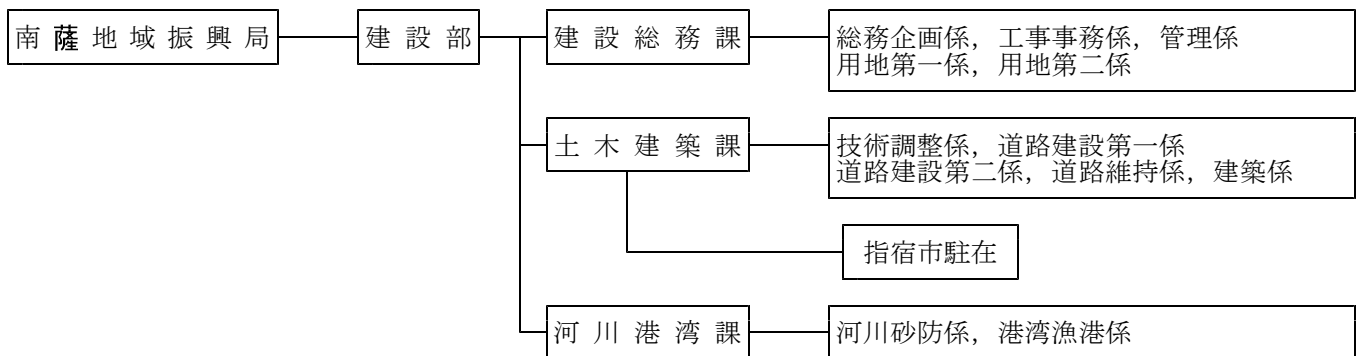 南薩地域振興局
建設部
建設総務課
総務企画係，工事事務係，管理係
用地第一係，用地第二係
土木建築課
技術調整係，道路建設第一係
道路建設第二係，道路維持係，建築係
指宿市駐在
河川港湾課
河川砂防係，港湾漁港係